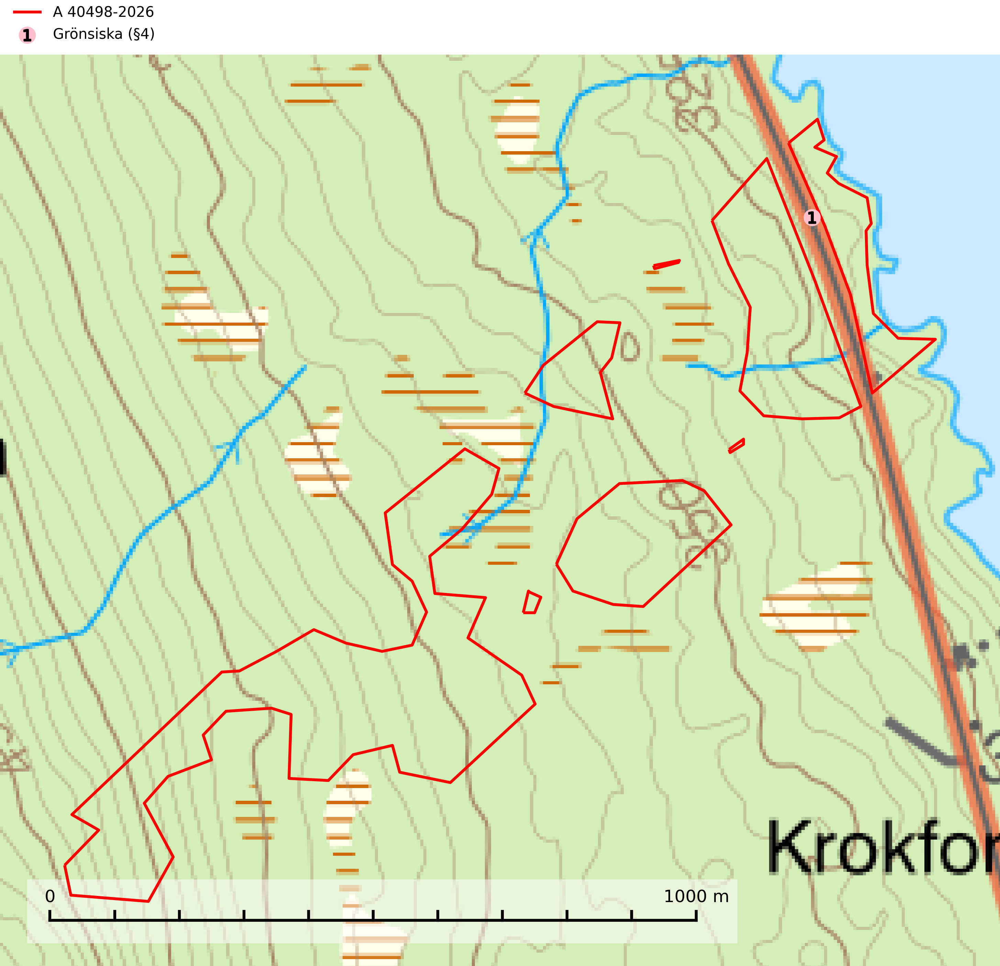 A 40498-2026
1 Grönsiska (§4)
1
Krokfor
0 1000 m